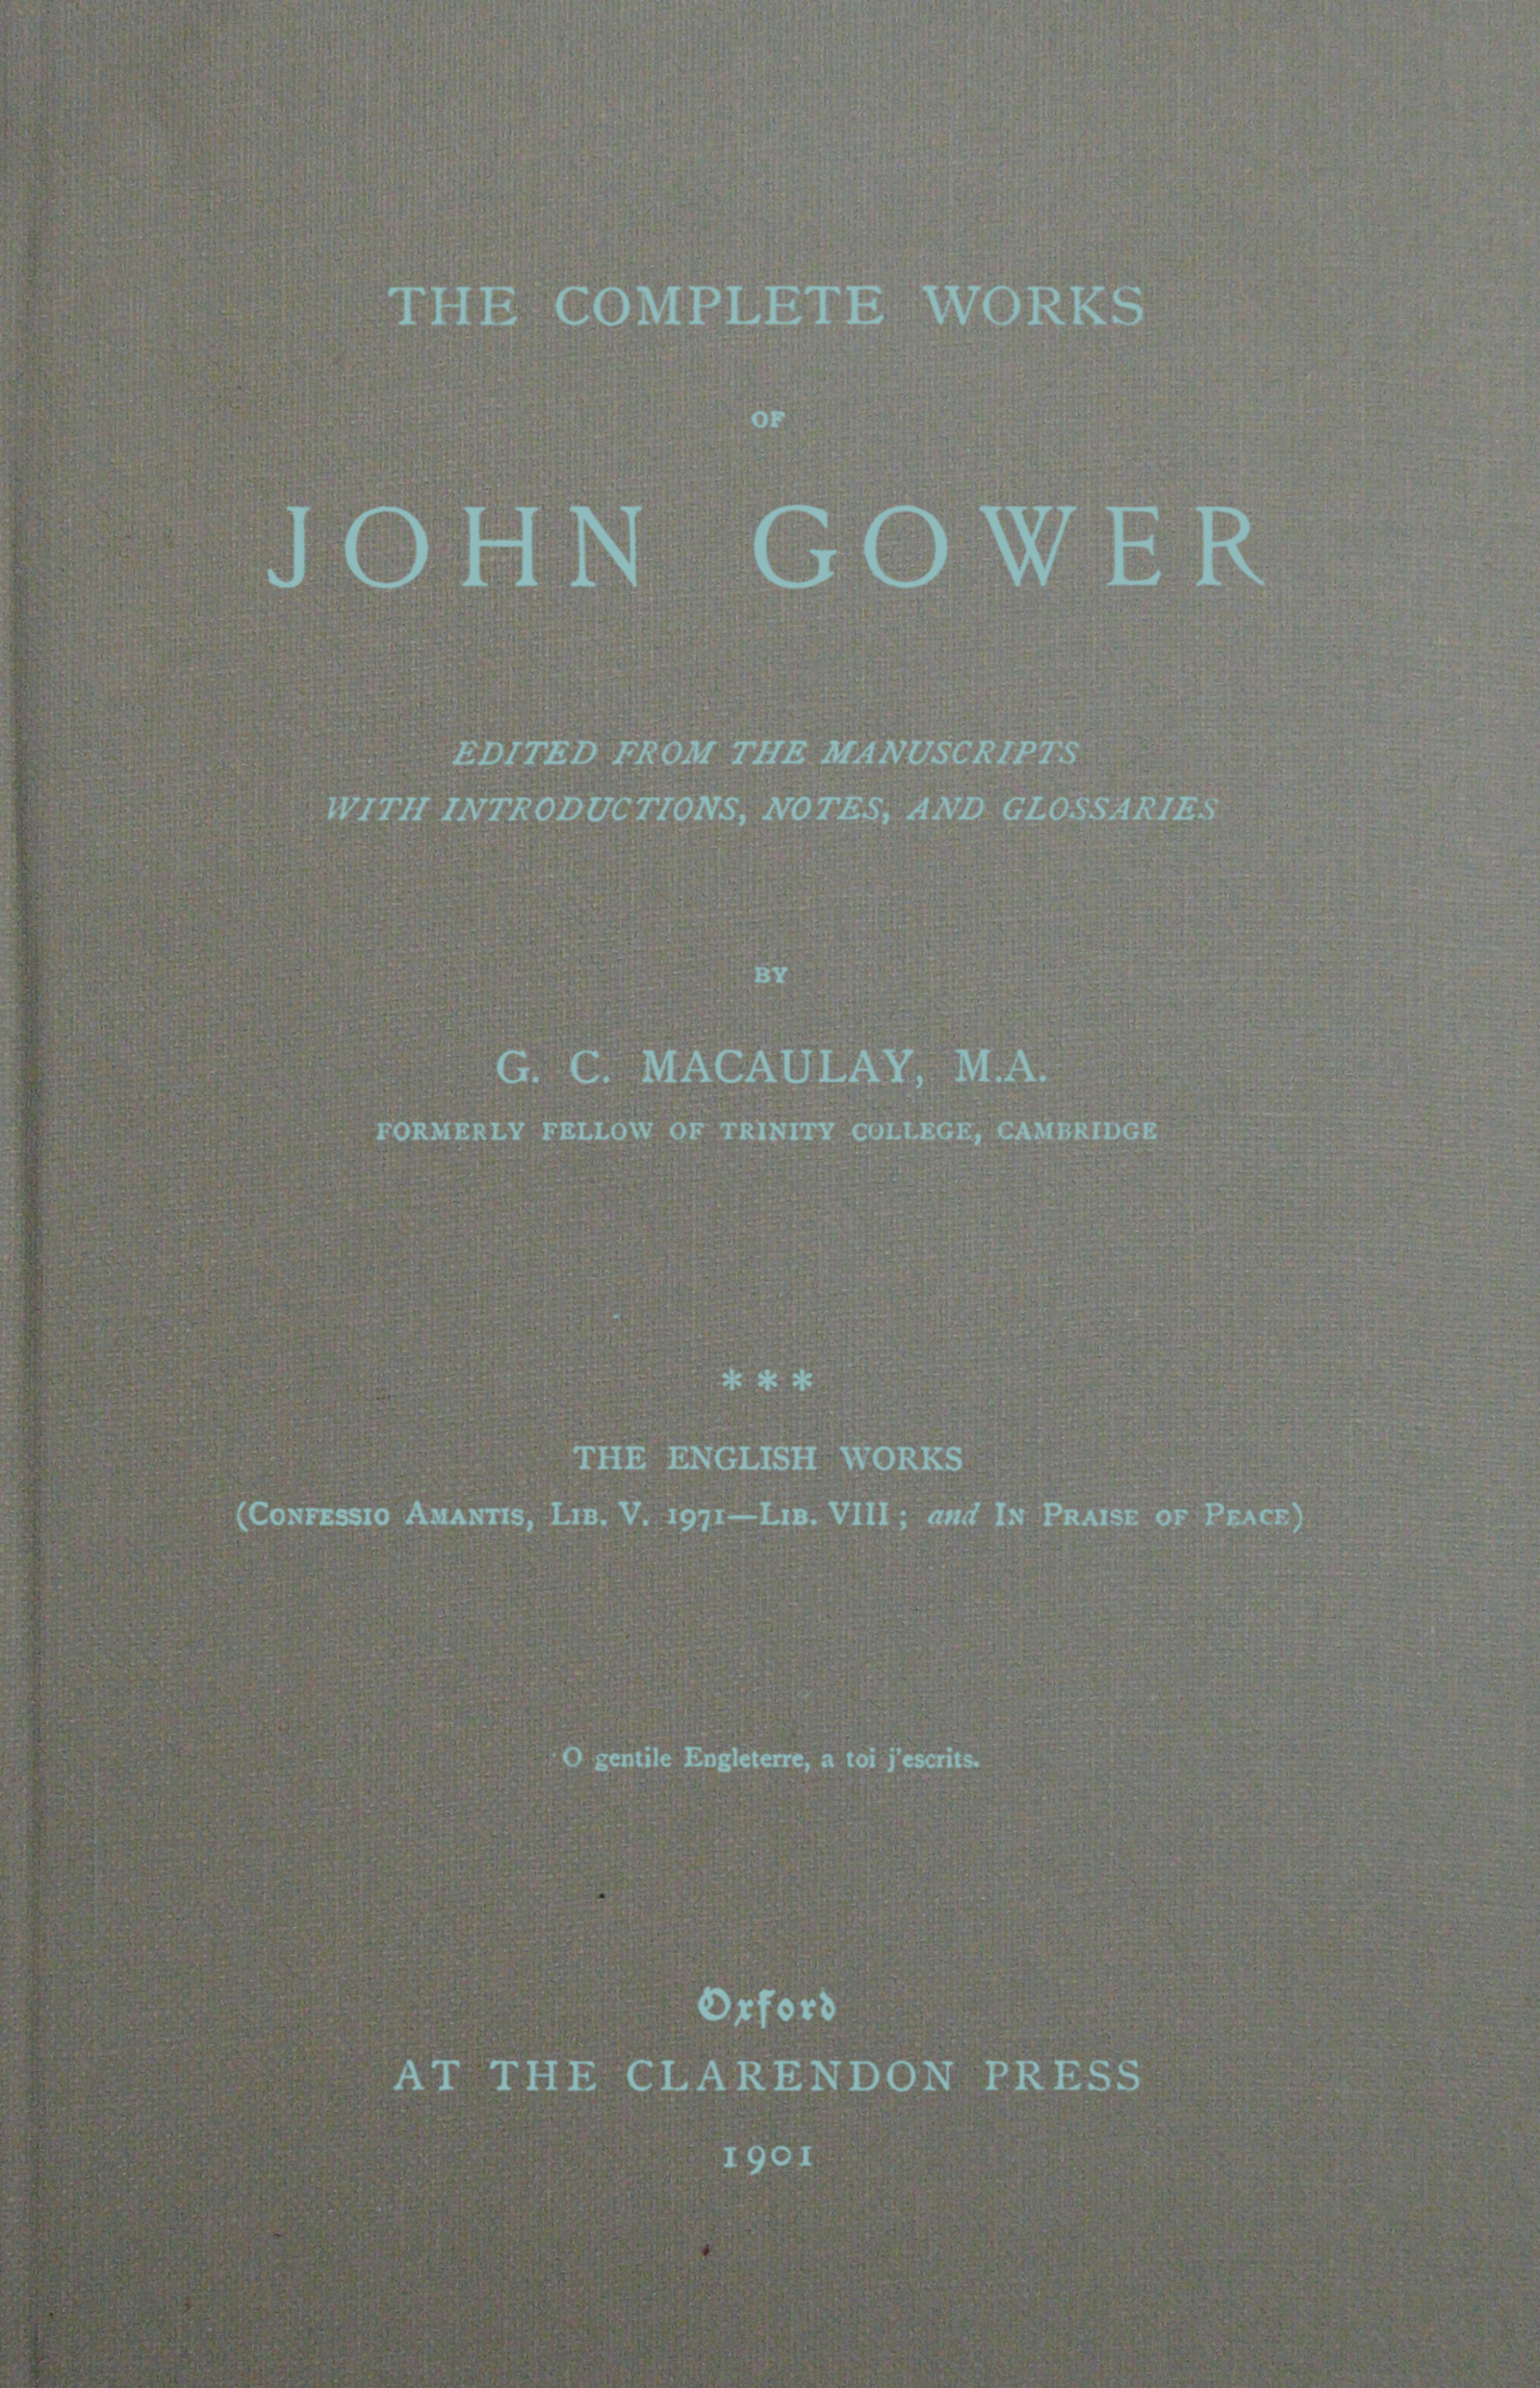 THE COMPLETE WORKS
OF
JOHN GOWER
EDITED FROM THE MANUSCRIPTS
WITH INTRODUCTIONS, NOTES, AND GLOSSARIES
BY
G. C. MACAULAY, M.A.
FORMERLY FELLOW OF TRINITY COLLEGE, CAMBRIDGE
* * *
THE ENGLISH WORKS
(CONFESSIO AMANTIS, LIB. V. 1971—LIB. VIII; and IN PRAISE OF PEACE)
O gentile Engleterre, a toi j'escrits.
Oxford
AT THE CLARENDON PRESS
1901